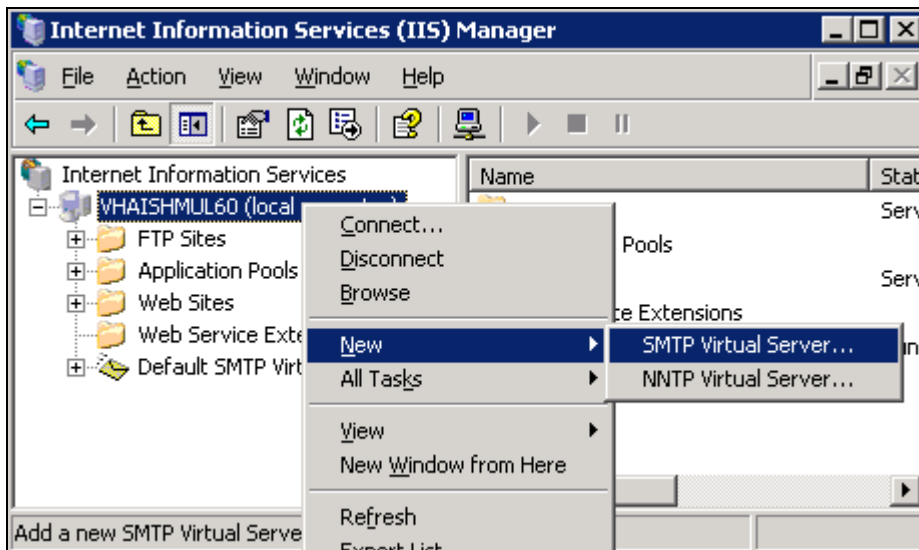 Internet Information Services (IIS) Manager
File Action View Window Help
Internet Information Services
Name Stat
VHAISHMUL60 (local
Serv
FTP Sites
Pools
Application Pools
Serv
Web Sites
Extensions
Web Service Exte
Default SMTP Virt
Connect...
Disconnect
Browse
New
All Tasks
View
New Window from Here
Refresh
Export List...
SMTP Virtual Server...
NNTP Virtual Server...
Add a new SMTP Virtual Serve